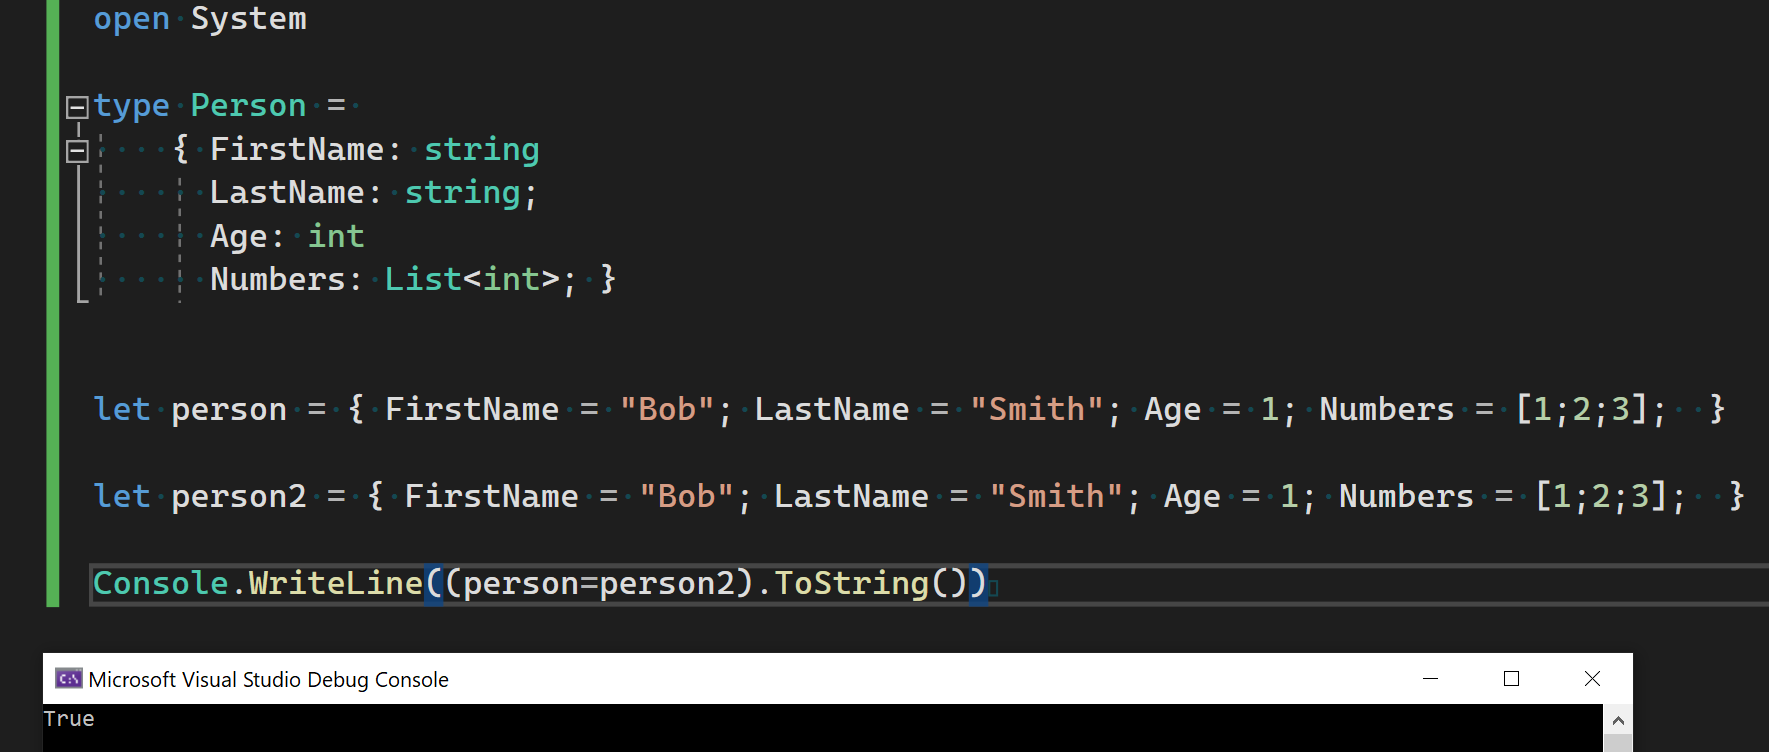 open System
type Person =
{ FirstName: string
LastName: string;
Age: int
Numbers: List<int>; }
let person = { FirstName = "Bob"; LastName = "Smith"; Age = 1; Numbers = [1;2;3];  }
let person2 = { FirstName = "Bob"; LastName = "Smith"; Age = 1; Numbers = [1;2;3];  }
Console.WriteLine((person=person2).ToString())
Microsoft Visual Studio Debug Console
True